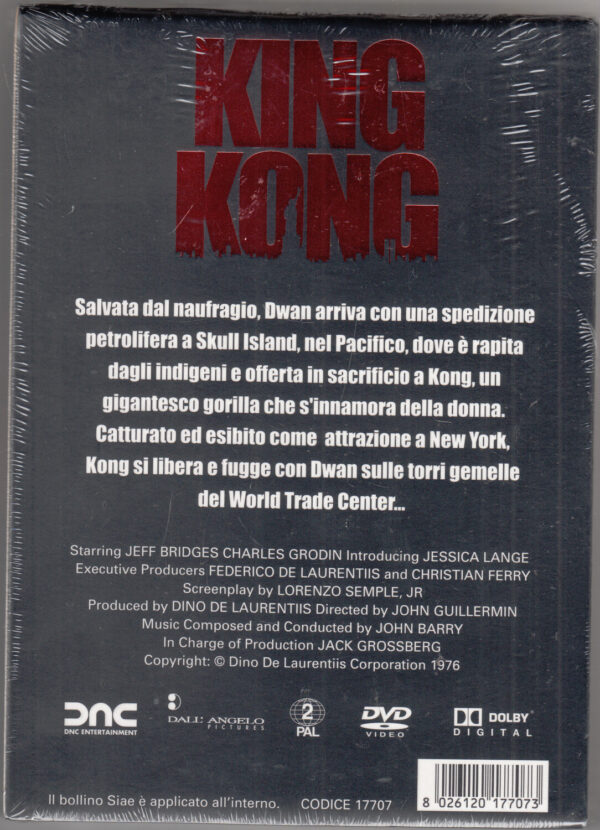 KING
KONG
Salvata dal naufragio, Dwan arriva con una spedizione
petrolifera a Skull Island, nel Pacifico, dove è rapita
dagli indigeni e offerta in sacrificio a Kong, un
gigantesco gorilla che s'innamora della donna.
Catturato ed esibito come attrazione a New York,
Kong si libera e fugge con Dwan sulle torri gemelle
del World Trade Center...
Starring JEFF BRIDGES CHARLES GRODIN Introducing JESSICA LANGE
Executive Producers FEDERICO DE LAURENTIIS and CHRISTIAN FERRY
Screenplay by LORENZO SEMPLE, JR
Produced by DINO DE LAURENTIIS Directed by JOHN GUILLERMIN
Music Composed and Conducted by JOHN BARRY
In Charge of Production JACK GROSSBERG
Copyright: © Dino De Laurentiis Corporation 1976
DNC
DNC ENTERTAINMENT
DALL' ANGELO
PICTURES
2
PAL
DVD
VIDEO
DOLBY
DIGITAL
Il bollino Siae è applicato all'interno.
CODICE 17707
8 026120 177073